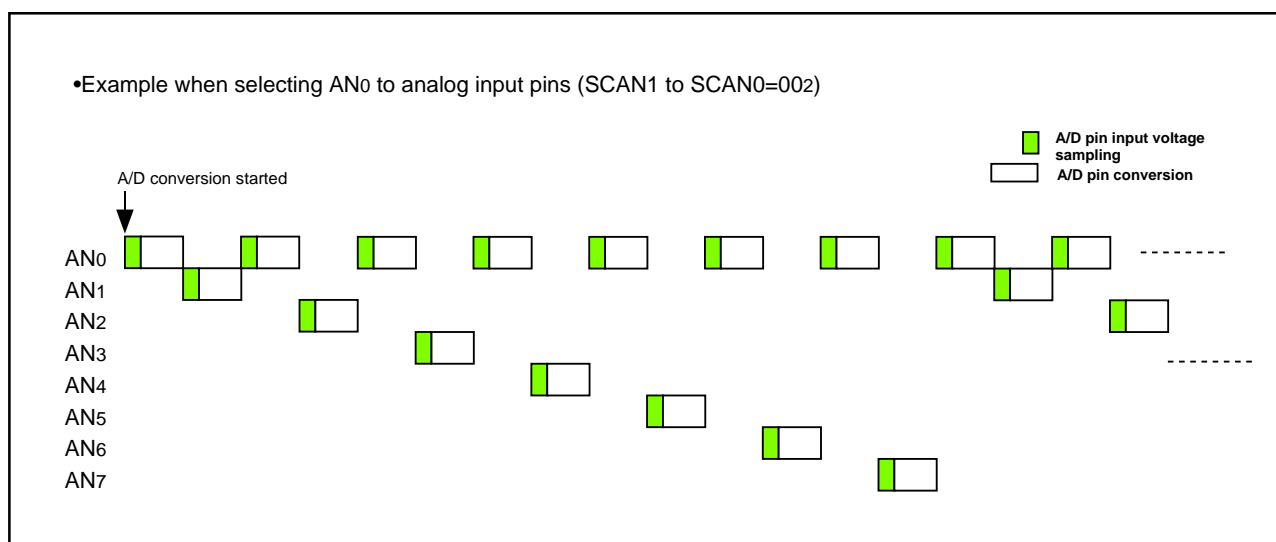 •Example when selecting AN0 to analog input pins (SCAN1 to SCAN0=002)
A/D pin input voltage
sampling
A/D pin conversion
A/D conversion started
AN0
AN1
AN2
AN3
AN4
AN5
AN6
AN7